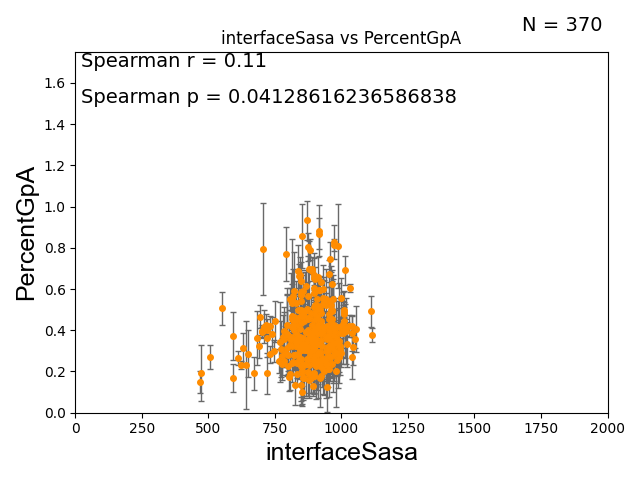 N = 370
interfaceSasa vs PercentGpA
Spearman r = 0.11
Spearman p = 0.04128616236586838
PercentGpA
1.6
1.4
1.2
1.0
0.8
0.6
0.4
0.2
0.0
0 250 500 750 1000 1250 1500 1750 2000
interfaceSasa